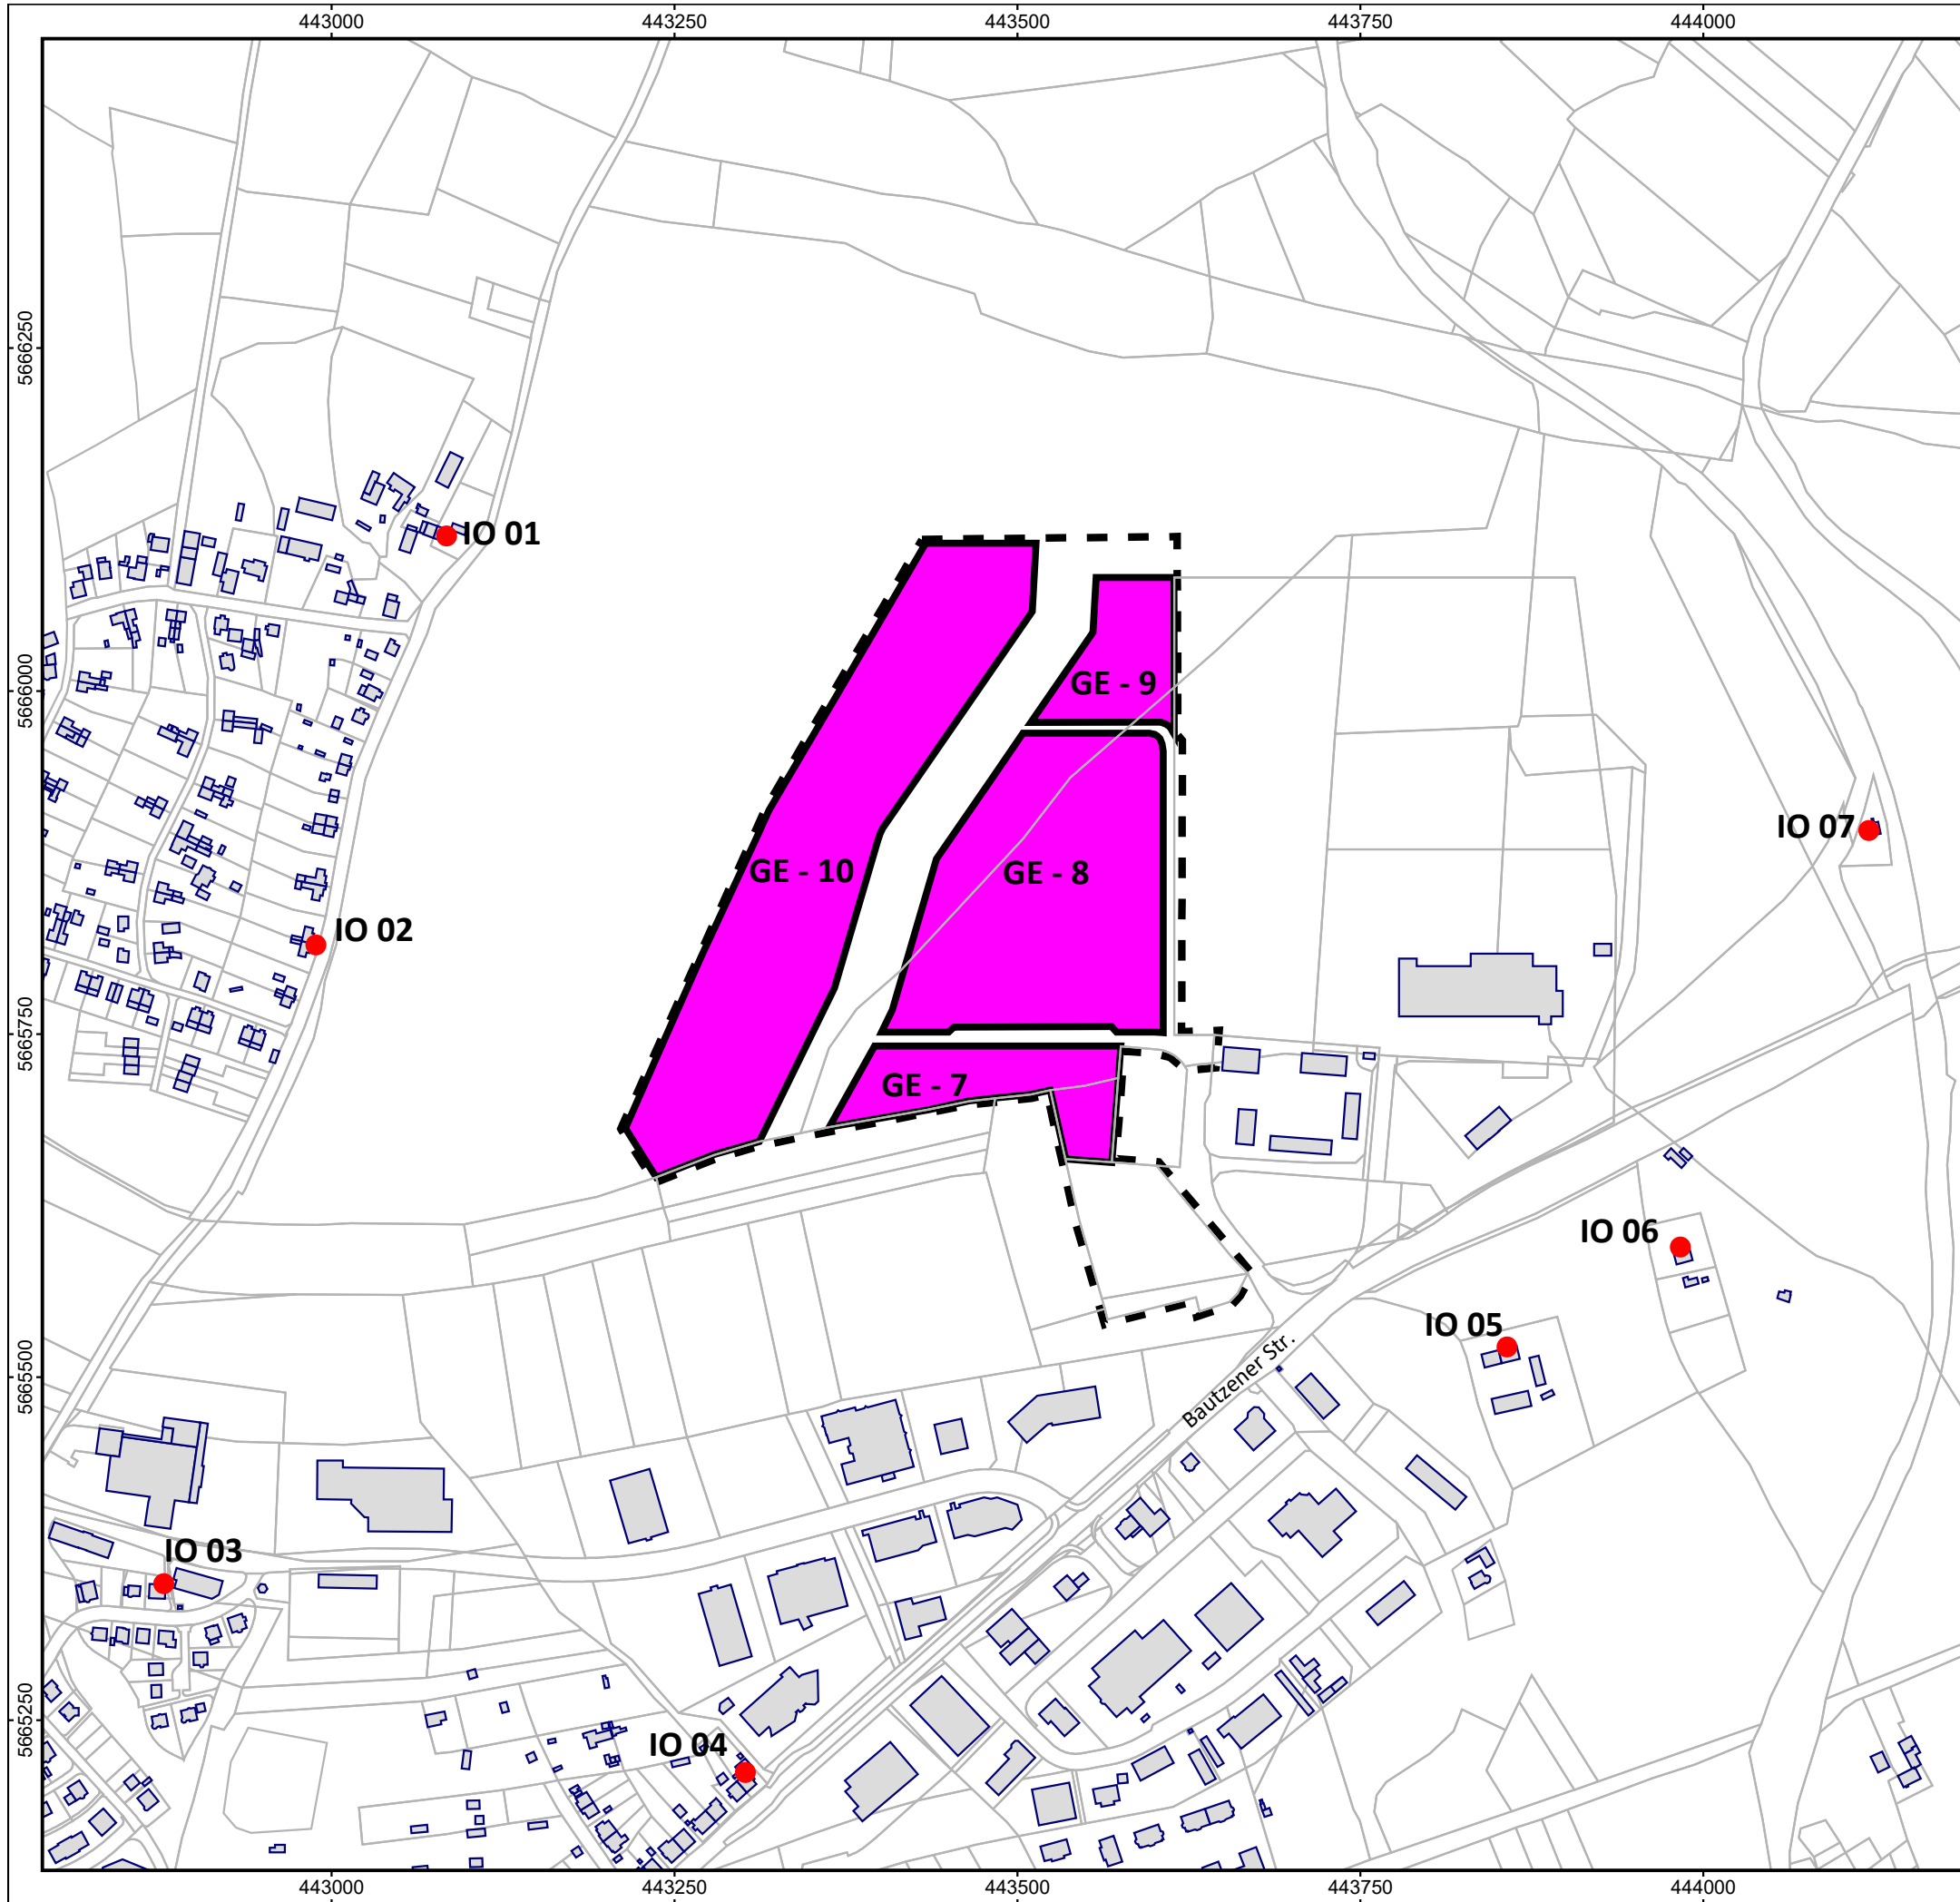 443000 443250 443500 443750 444000
5666250
IO 01
5666000
GE - 9
IO 07
GE - 10
GE - 8
IO 02
5665750
GE - 7
IO 06
IO 05
5665500
Bautzener Str.
IO 03
5665250
IO 04
443000 443250 443500 443750 444000